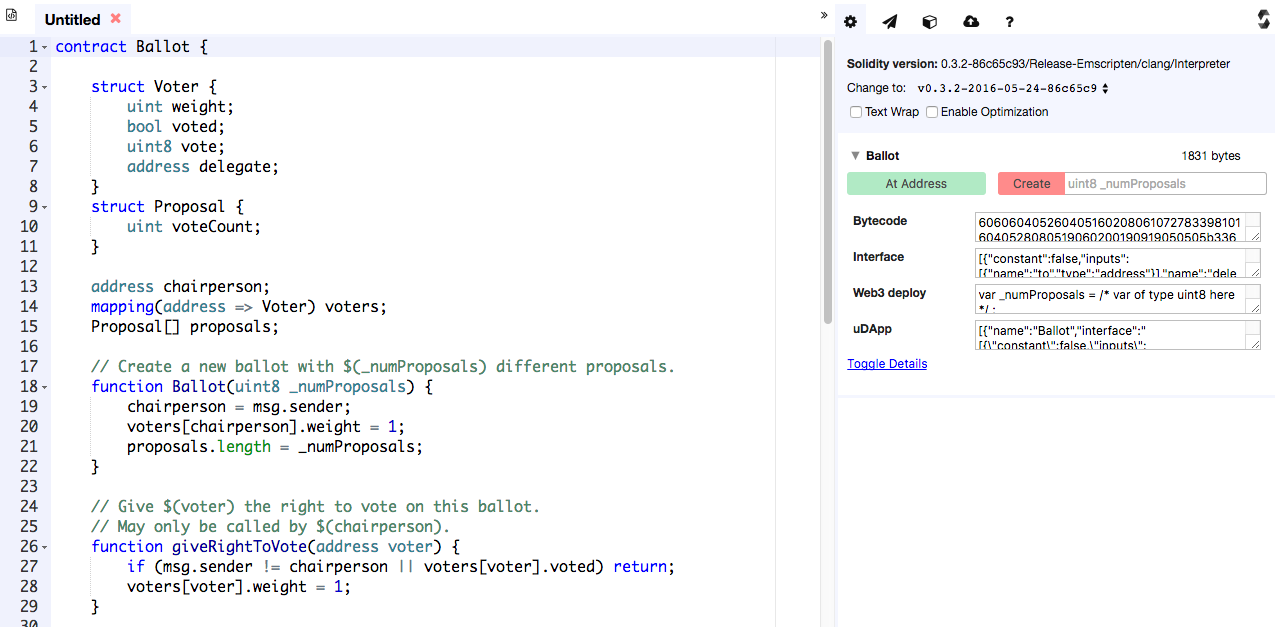 Untitled
1 contract Ballot {
2
3 struct Voter {
4 uint weight;
5 bool voted;
6 uint8 vote;
7 address delegate;
8 }
9 struct Proposal {
10 uint voteCount;
11 }
12
13 address chairperson;
14 mapping(address => Voter) voters;
15 Proposal[] proposals;
16
17 // Create a new ballot with $(_numProposals) different proposals.
18 function Ballot(uint8 _numProposals) {
19 chairperson = msg.sender;
20 voters[chairperson].weight = 1;
21 proposals.length = _numProposals;
22 }
23
24 // Give $(voter) the right to vote on this ballot.
25 // May only be called by $(chairperson).
26 function giveRightToVote(address voter) {
27 if (msg.sender != chairperson || voters[voter].voted) return;
28 voters[voter].weight = 1;
29 }
30
»
?
Solidity version: 0.3.2-86c65c93/Release-Emscripten/clang/Interpreter
Change to: v0.3.2-2016-05-24-86c65c9
Text Wrap Enable Optimization
Ballot 1831 bytes
At Address Create uint8 _numProposals
Bytecode 606060405260405160208061072783398101
6040528080519060200190919050505b336
Interface [{"constant":false,"inputs":
[{"name":"to","type":"address"}],"name":"dele
Web3 deploy var _numProposals = /* var of type uint8 here
*/ ;
uDApp [{"name":"Ballot","interface":"
[{\"constant\":false,\"inputs\":
Toggle Details